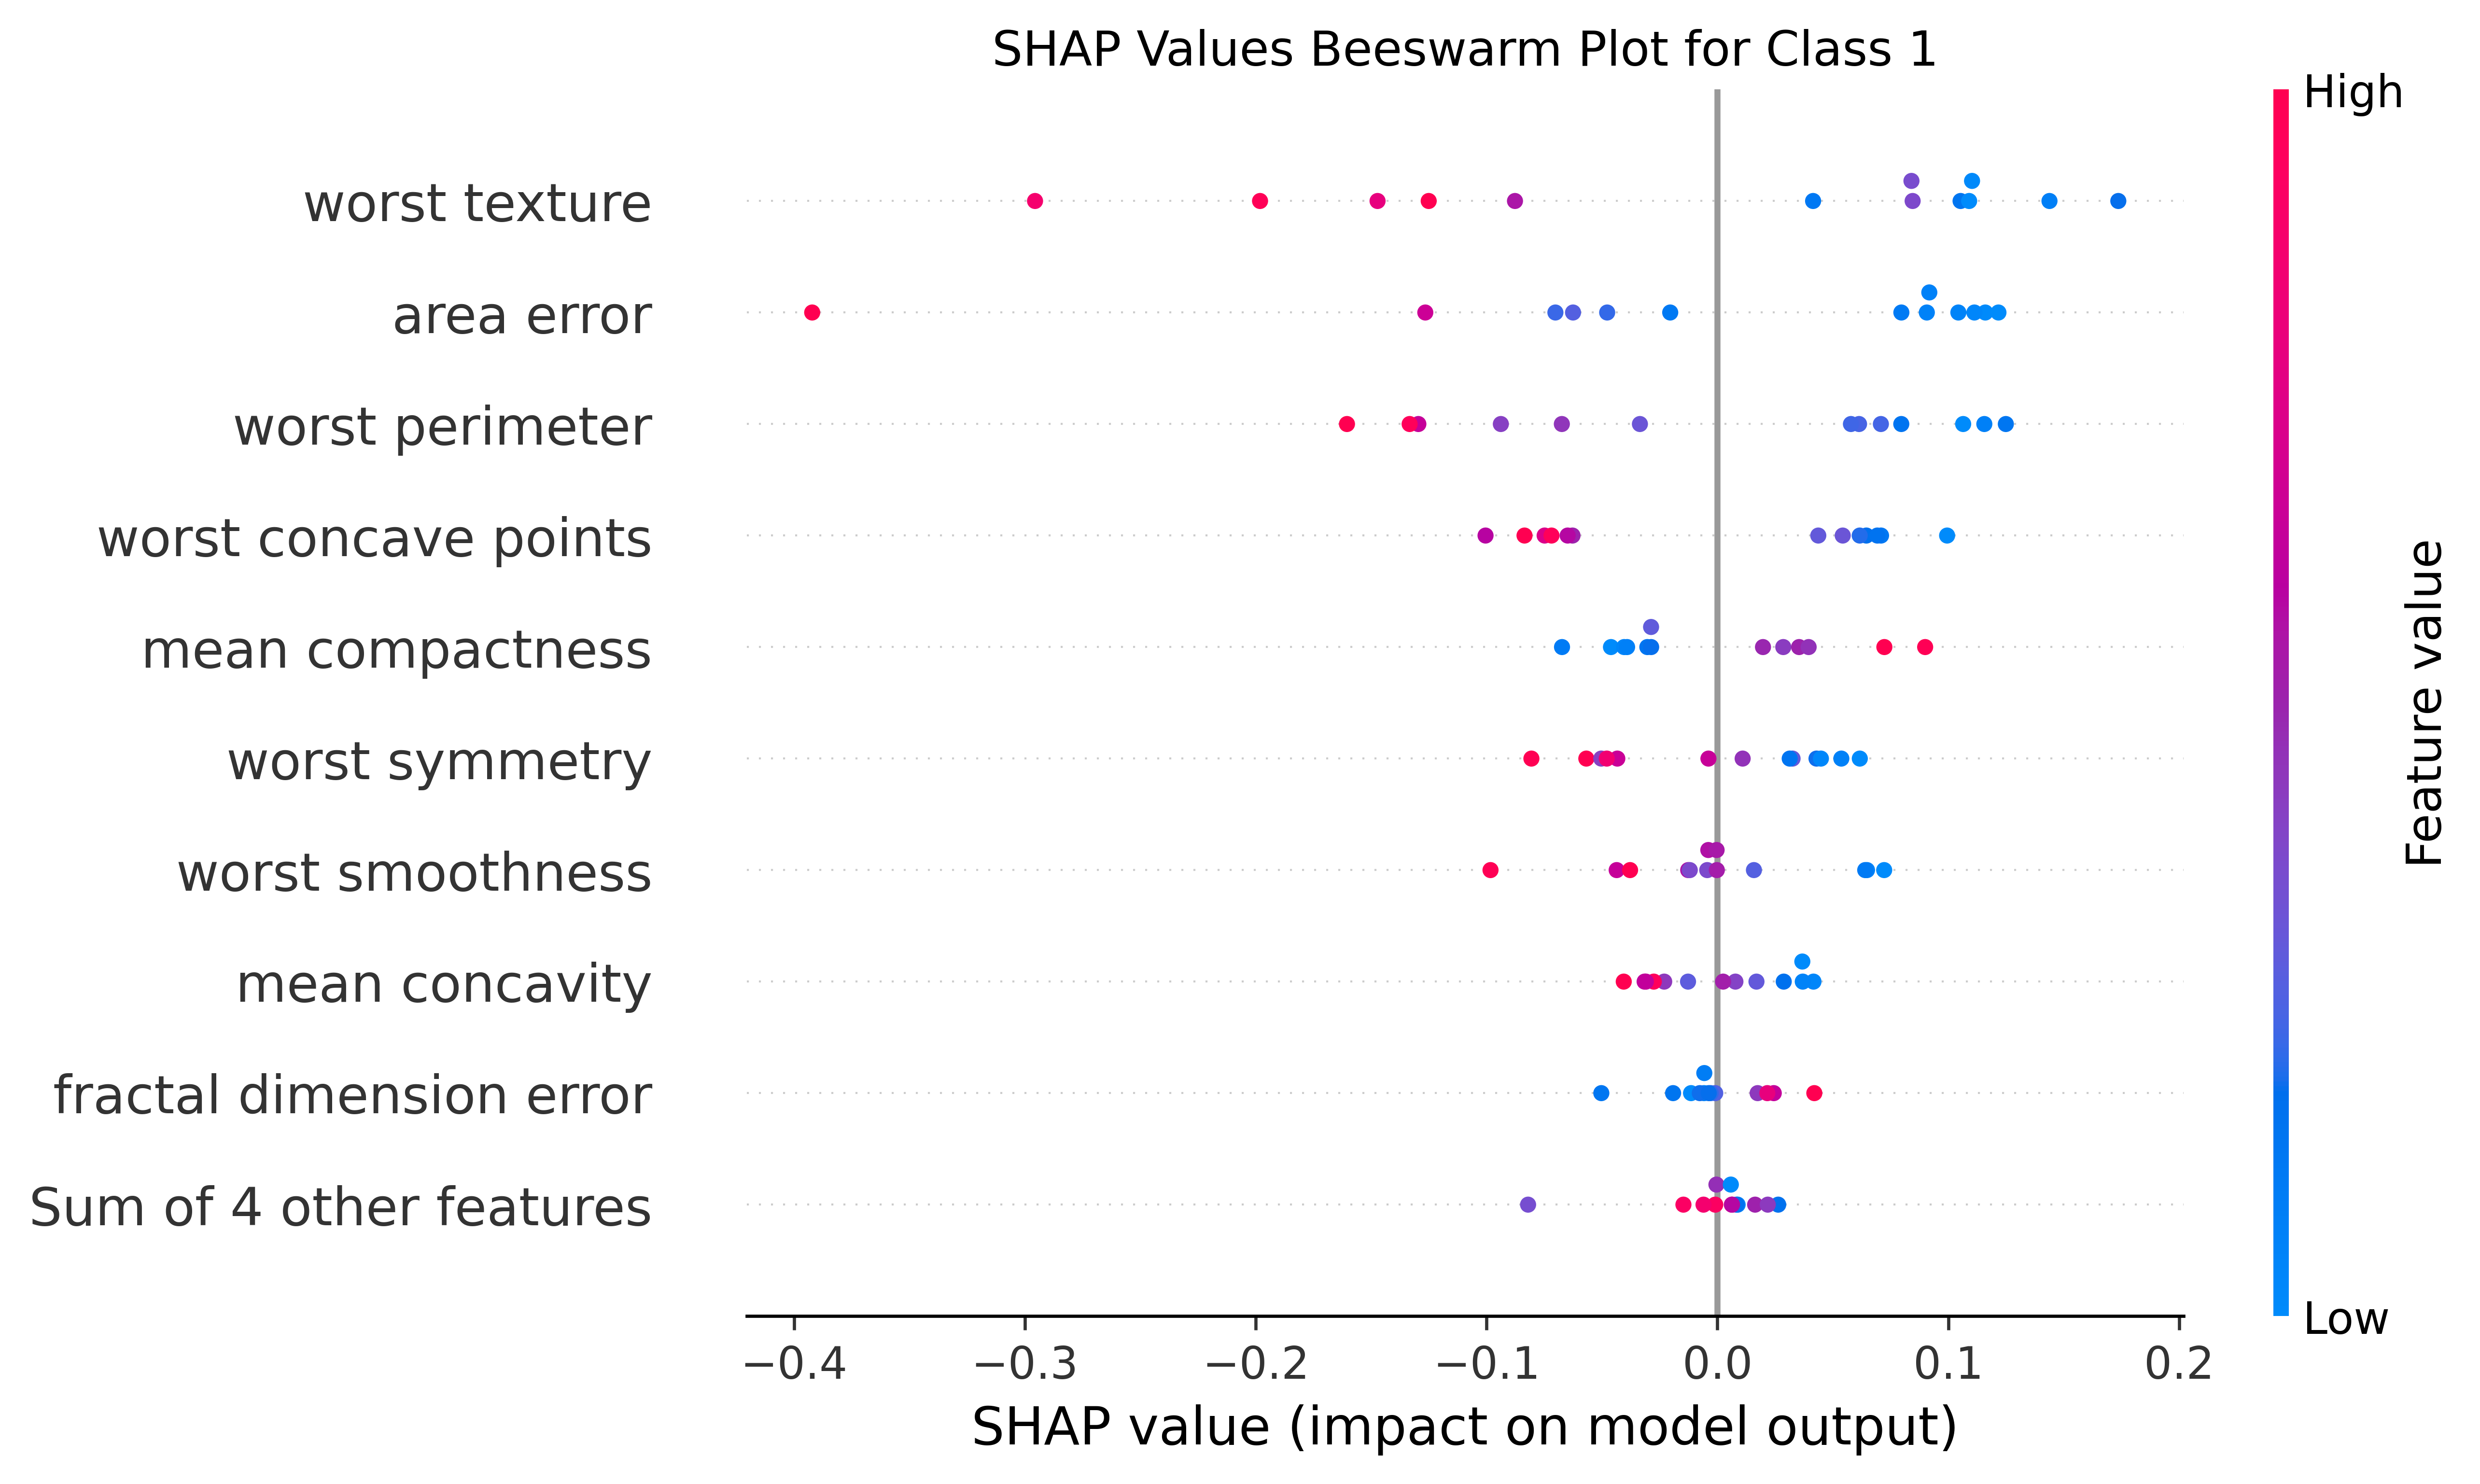 SHAP Values Beeswarm Plot for Class 1
High
worst texture
area error
worst perimeter
worst concave points
mean compactness
worst symmetry
worst smoothness
mean concavity
fractal dimension error
Sum of 4 other features
Feature value
Low
−0.4 −0.3 −0.2 −0.1 0.0 0.1 0.2
SHAP value (impact on model output)